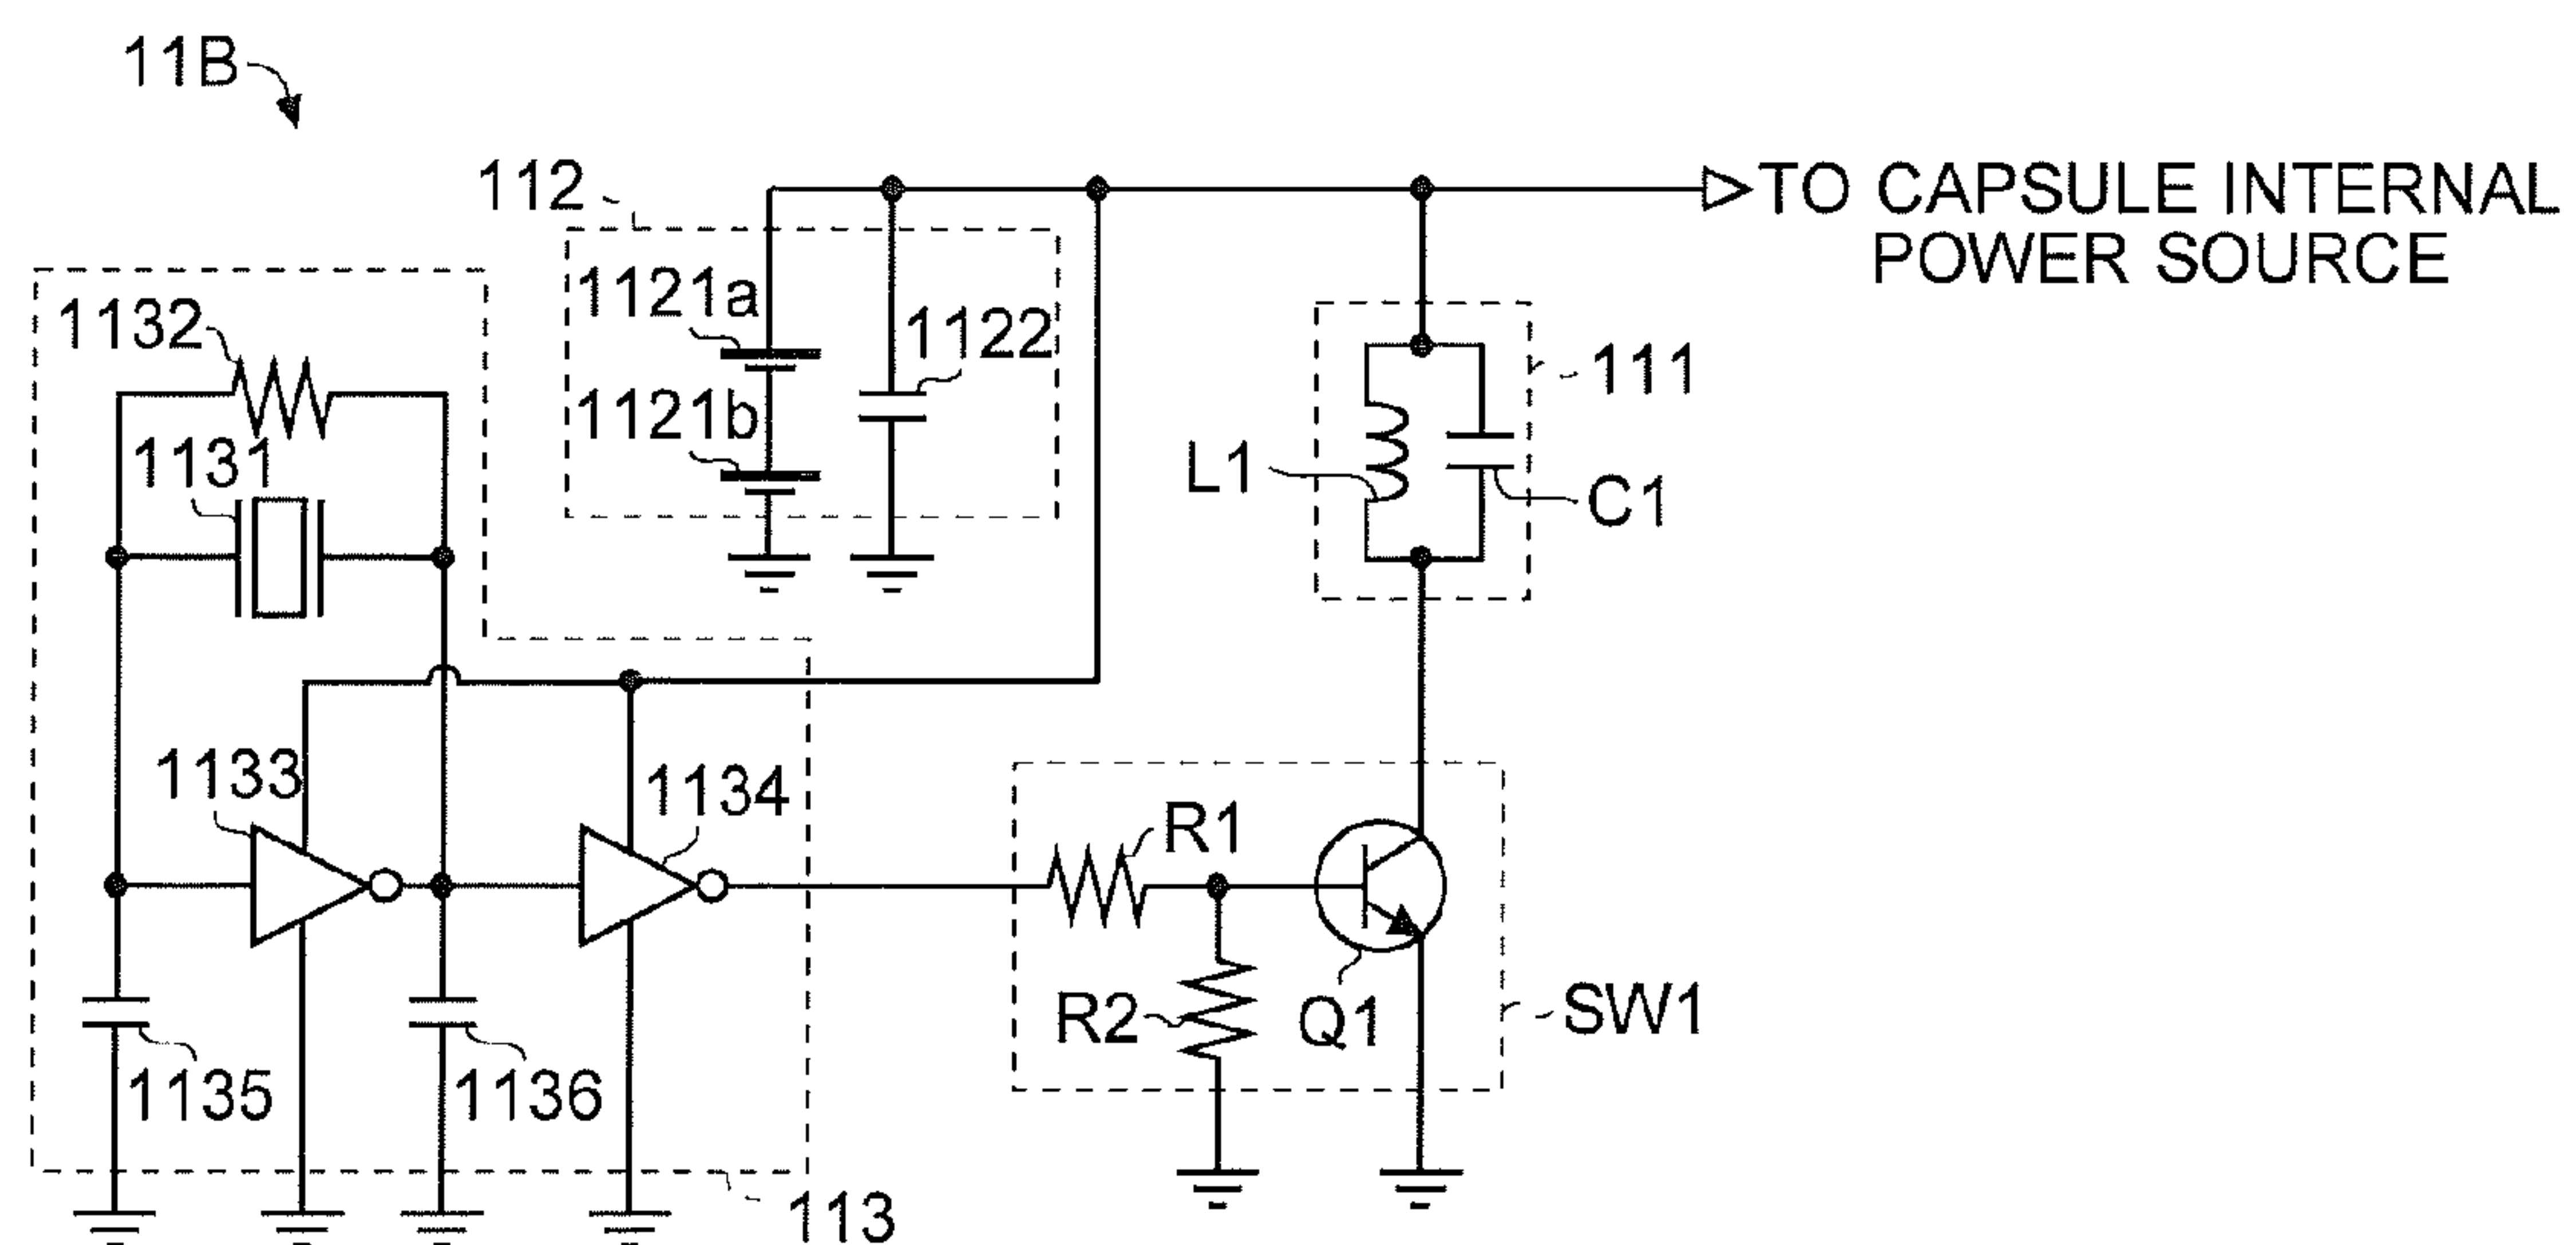 11B
112
TO CAPSULE INTERNAL
POWER SOURCE
1121a
1132
1122
111
1121b
1131
L1
C1
1133
1134
R1
R2
Q1
SW1
1135
1136
113